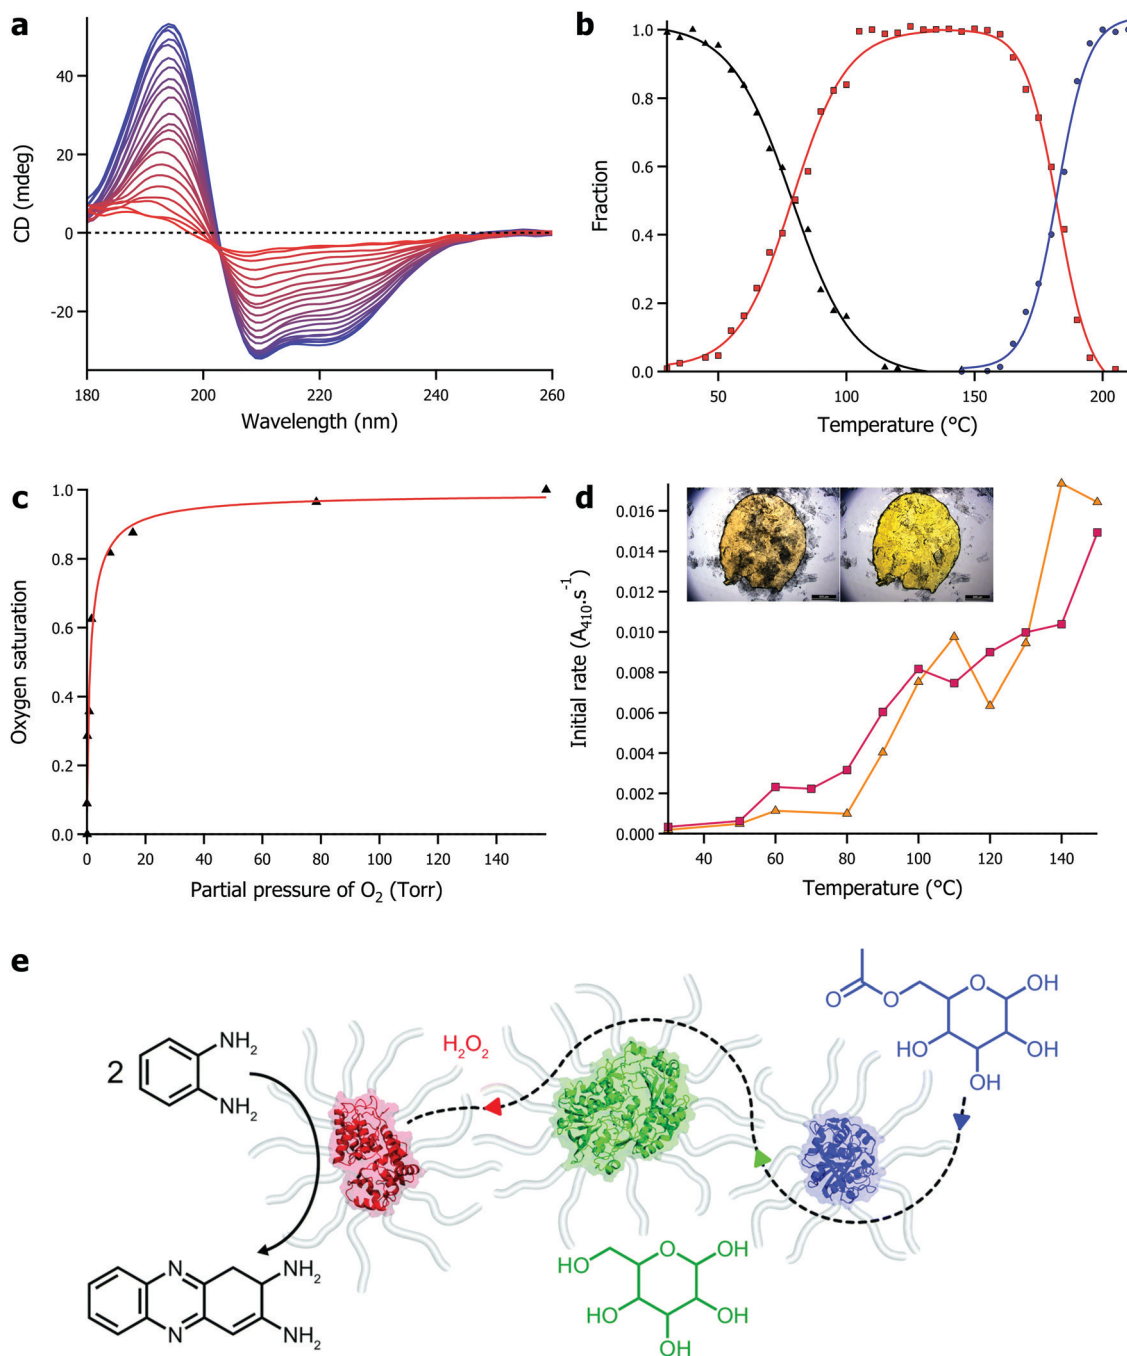 a
CD (mdeg)
40
20
0
-20
180
200
220
240
260
Wavelength (nm)
b
Fraction
1.0
0.8
0.6
0.4
0.2
0.0
50
100
150
200
Temperature (°C)
c
Oxygen saturation
1.0
0.8
0.6
0.4
0.2
0.0
0
20
40
60
80
100
120
140
Partial pressure of O₂ (Torr)
d
Initial rate (A₄₁₀.s⁻¹)
0.016
0.014
0.012
0.010
0.008
0.006
0.004
0.002
0.000
40
60
80
100
120
140
Temperature (°C)
e
2
NH₂
NH₂
H₂O₂
O
O
O
OH
HO
OH
OH
N
NH₂
N
NH₂
HO
O
OH
HO
OH
OH